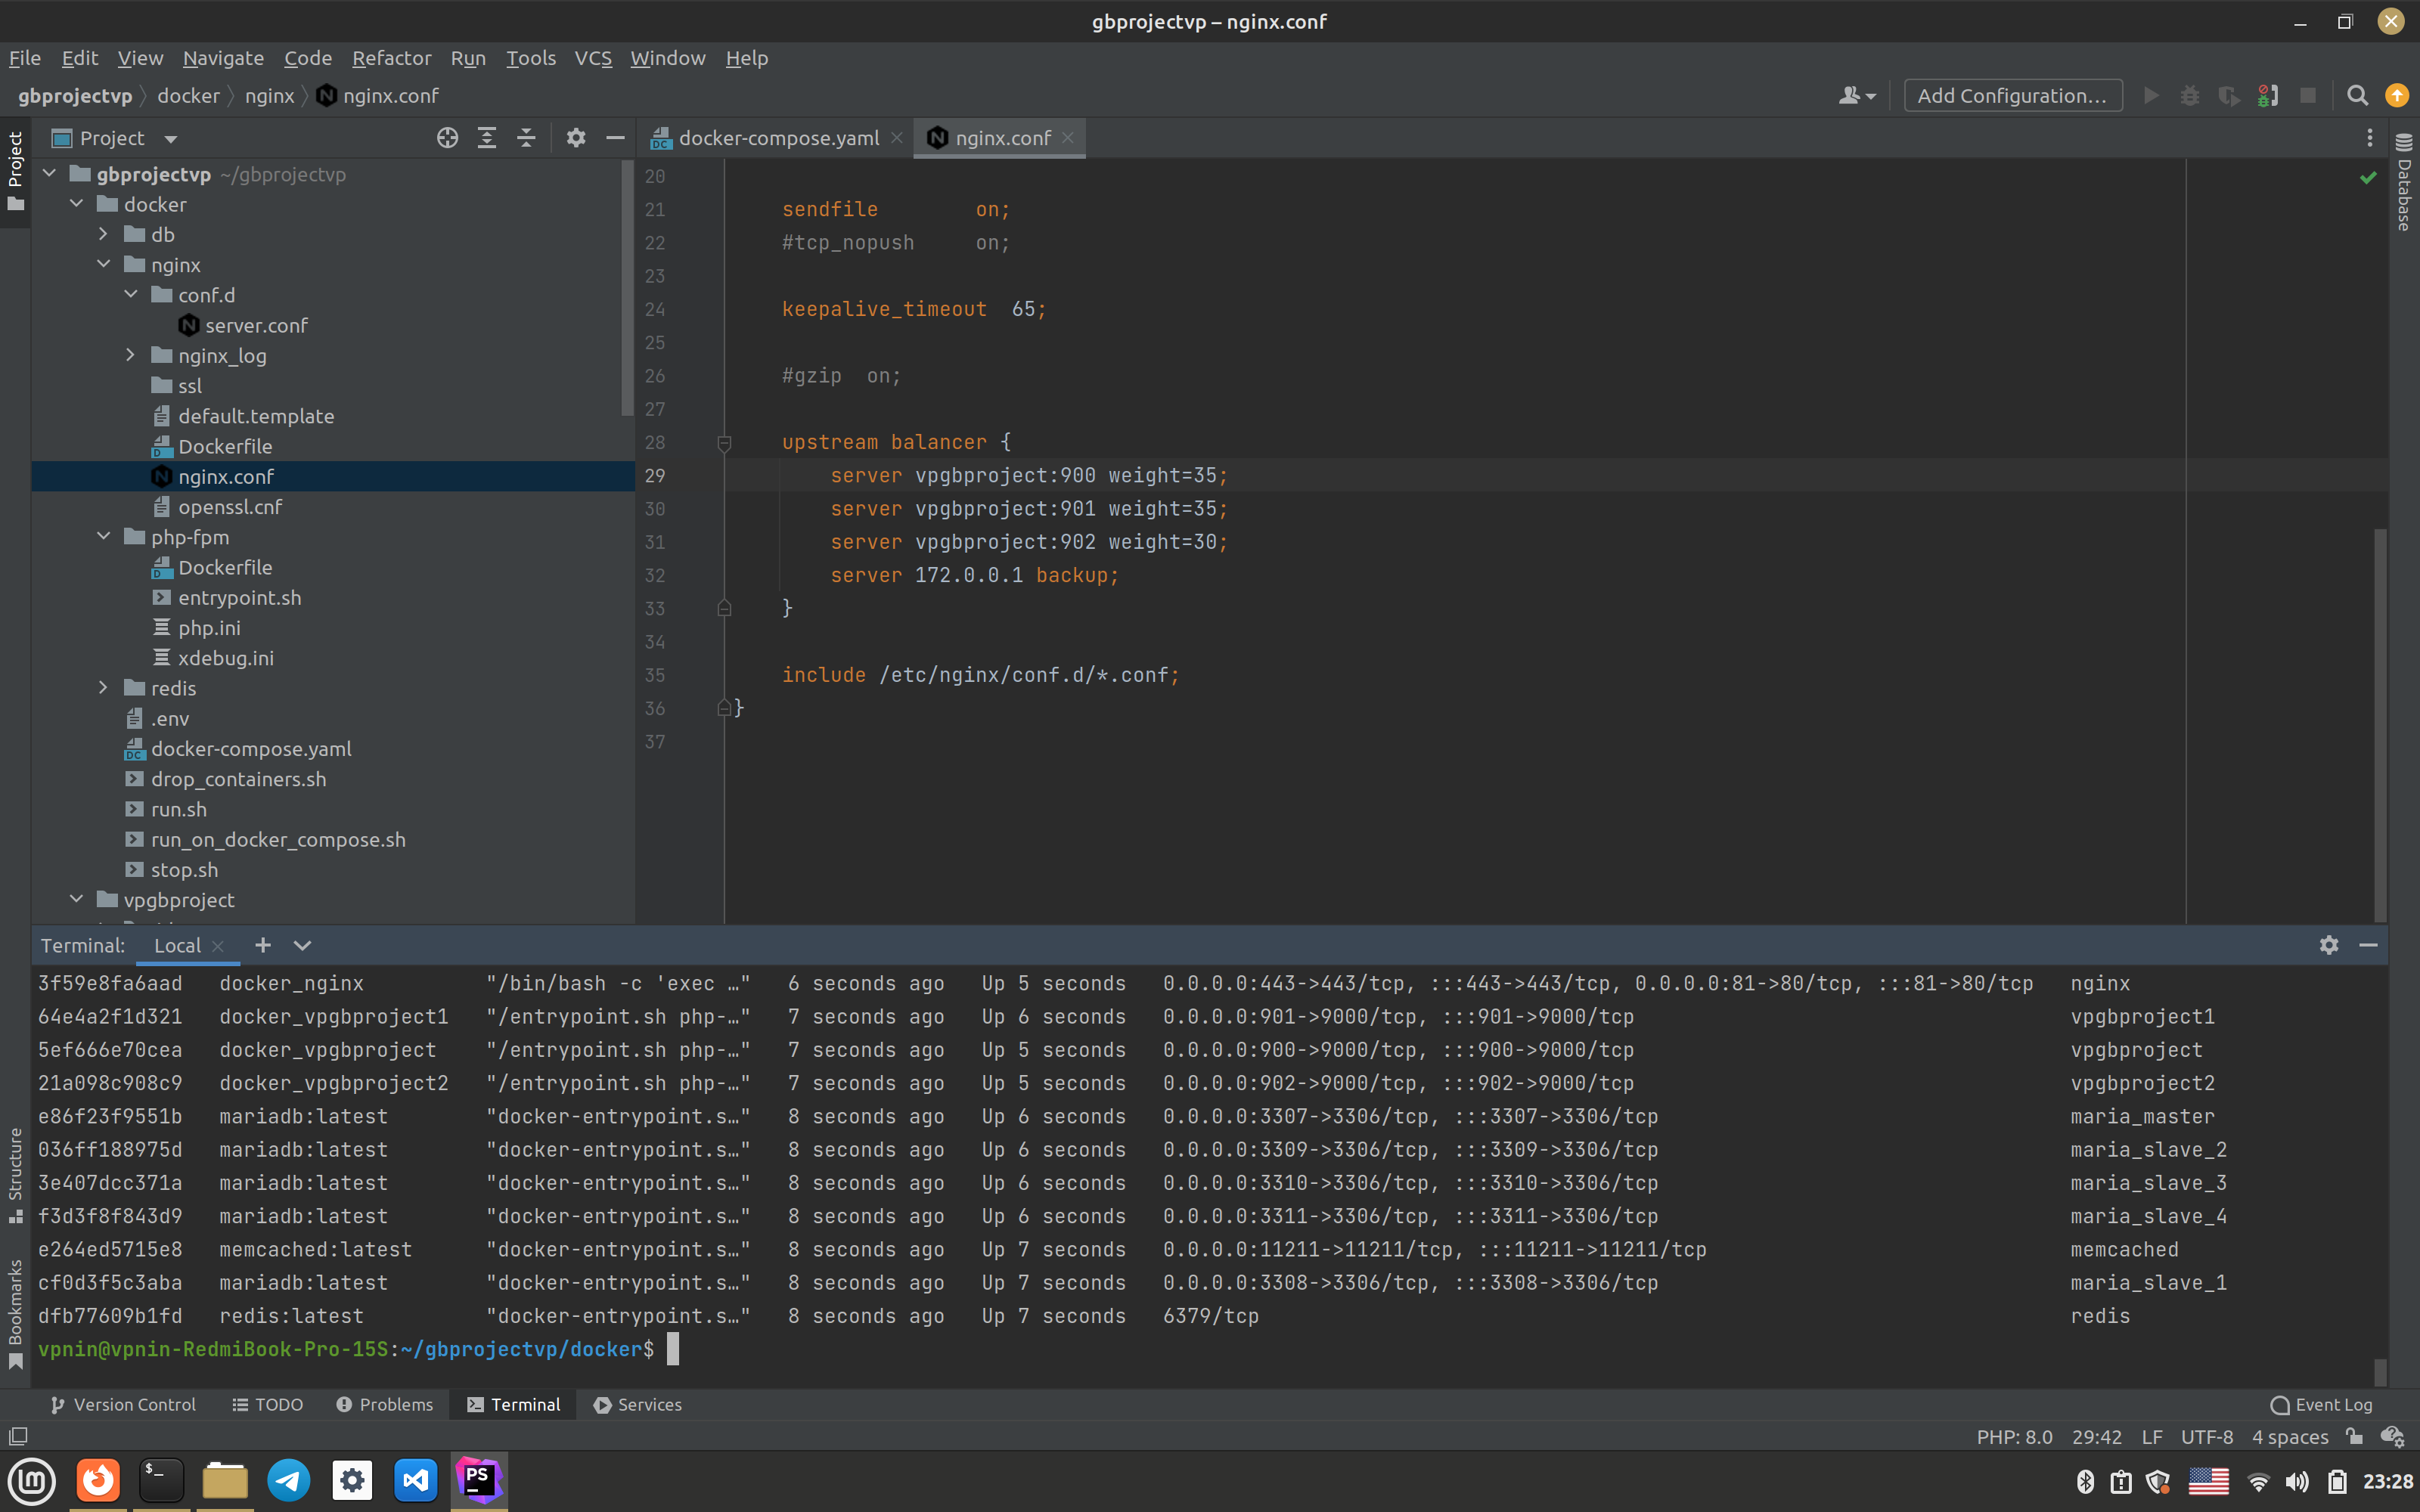 gbprojectvp – nginx.conf
File Edit View Navigate Code Refactor Run Tools VCS Window Help
gbprojectvp docker nginx nginx.conf
Add Configuration...
Project
docker-compose.yaml
nginx.conf
Project
Structure
Bookmarks
Database
gbprojectvp ~/gbprojectvp
docker
db
nginx
conf.d
server.conf
nginx_log
ssl
default.template
Dockerfile
nginx.conf
openssl.cnf
php-fpm
Dockerfile
entrypoint.sh
php.ini
xdebug.ini
redis
.env
docker-compose.yaml
drop_containers.sh
run.sh
run_on_docker_compose.sh
stop.sh
vpgbproject
20
21 sendfile        on;
22 #tcp_nopush     on;
23
24 keepalive_timeout  65;
25
26 #gzip  on;
27
28 upstream balancer {
29 server vpgbproject:900 weight=35;
30 server vpgbproject:901 weight=35;
31 server vpgbproject:902 weight=30;
32 server 172.0.0.1 backup;
33 }
34
35 include /etc/nginx/conf.d/*.conf;
36 }
37
Terminal: Local
3f59e8fa6aad   docker_nginx   "/bin/bash -c 'exec …"   6 seconds ago   Up 5 seconds   0.0.0.0:443->443/tcp, :::443->443/tcp, 0.0.0.0:81->80/tcp, :::81->80/tcp   nginx
64e4a2f1d321   docker_vpgbproject1   "/entrypoint.sh php-…"   7 seconds ago   Up 6 seconds   0.0.0.0:901->9000/tcp, :::901->9000/tcp   vpgbproject1
5ef666e70cea   docker_vpgbproject   "/entrypoint.sh php-…"   7 seconds ago   Up 5 seconds   0.0.0.0:900->9000/tcp, :::900->9000/tcp   vpgbproject
21a098c908c9   docker_vpgbproject2   "/entrypoint.sh php-…"   7 seconds ago   Up 5 seconds   0.0.0.0:902->9000/tcp, :::902->9000/tcp   vpgbproject2
e86f23f9551b   mariadb:latest   "docker-entrypoint.s…"   8 seconds ago   Up 6 seconds   0.0.0.0:3307->3306/tcp, :::3307->3306/tcp   maria_master
036ff188975d   mariadb:latest   "docker-entrypoint.s…"   8 seconds ago   Up 6 seconds   0.0.0.0:3309->3306/tcp, :::3309->3306/tcp   maria_slave_2
3e407dcc371a   mariadb:latest   "docker-entrypoint.s…"   8 seconds ago   Up 6 seconds   0.0.0.0:3310->3306/tcp, :::3310->3306/tcp   maria_slave_3
f3d3f8f843d9   mariadb:latest   "docker-entrypoint.s…"   8 seconds ago   Up 6 seconds   0.0.0.0:3311->3306/tcp, :::3311->3306/tcp   maria_slave_4
e264ed5715e8   memcached:latest   "docker-entrypoint.s…"   8 seconds ago   Up 7 seconds   0.0.0.0:11211->11211/tcp, :::11211->11211/tcp   memcached
cf0d3f5c3aba   mariadb:latest   "docker-entrypoint.s…"   8 seconds ago   Up 7 seconds   0.0.0.0:3308->3306/tcp, :::3308->3306/tcp   maria_slave_1
dfb77609b1fd   redis:latest   "docker-entrypoint.s…"   8 seconds ago   Up 7 seconds   6379/tcp   redis
vpnin@vpnin-RedmiBook-Pro-15S:~/gbprojectvp/docker$
Version Control TODO Problems Terminal Services Event Log
PHP: 8.0 29:42 LF UTF-8 4 spaces
23:28